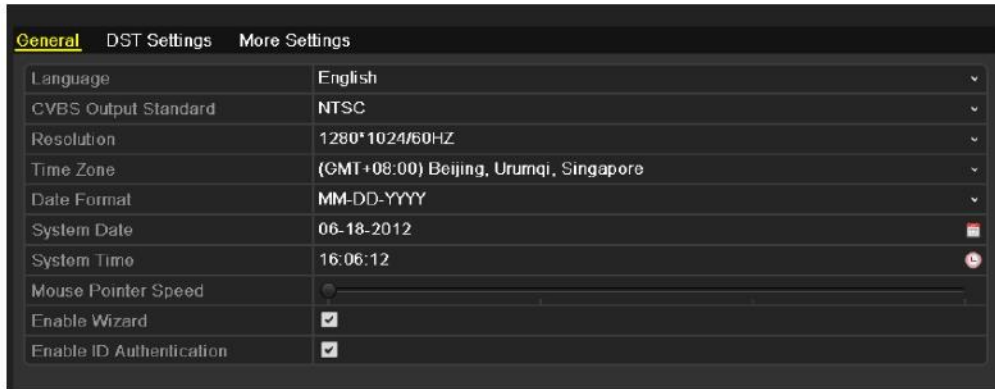 General DST Settings More Settings
Language English
CVBS Output Standard NTSC
Resolution 1280*1024/60HZ
Time Zone (GMT+08:00) Beijing, Urumqi, Singapore
Date Format MM-DD-YYYY
System Date 06-18-2012
System Time 16:06:12
Mouse Pointer Speed
Enable Wizard
Enable ID Authentication